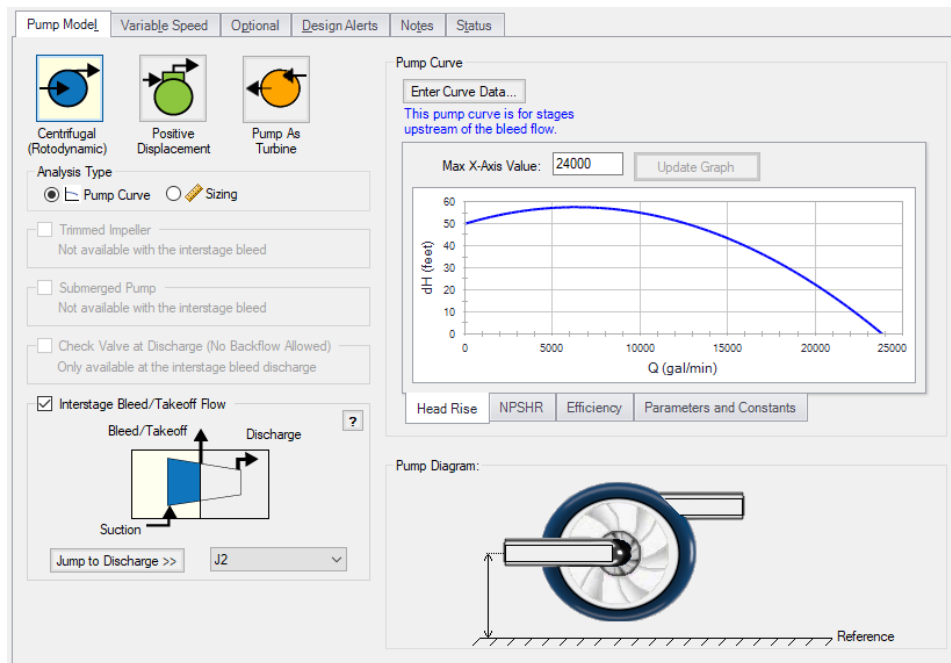 Pump Model
Variable Speed
Optional
Design Alerts
Notes
Status
Centrifugal
(Rotodynamic)
Positive
Displacement
Pump As
Turbine
Analysis Type
Pump Curve
Sizing
Trimmed Impeller
Not available with the interstage bleed
Submerged Pump
Not available with the interstage bleed
Check Valve at Discharge (No Backflow Allowed)
Only available at the interstage bleed discharge
Interstage Bleed/Takeoff Flow
?
Bleed/Takeoff
Discharge
Suction
Jump to Discharge >>
J2
Pump Curve
Enter Curve Data...
This pump curve is for stages
upstream of the bleed flow.
Max X-Axis Value:
24000
Update Graph
60
50
40
30
20
10
0
dH (feet)
0
5000
10000
15000
20000
25000
Q (gal/min)
Head Rise
NPSHR
Efficiency
Parameters and Constants
Pump Diagram:
Reference